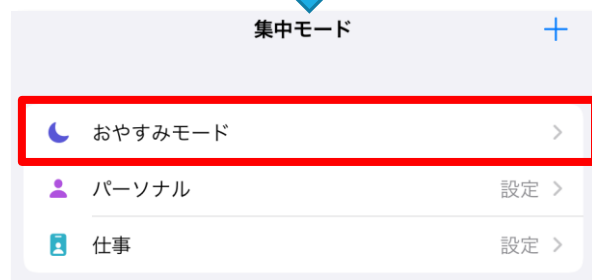 集中モード
おやすみモード
パーソナル 設定
仕事 設定